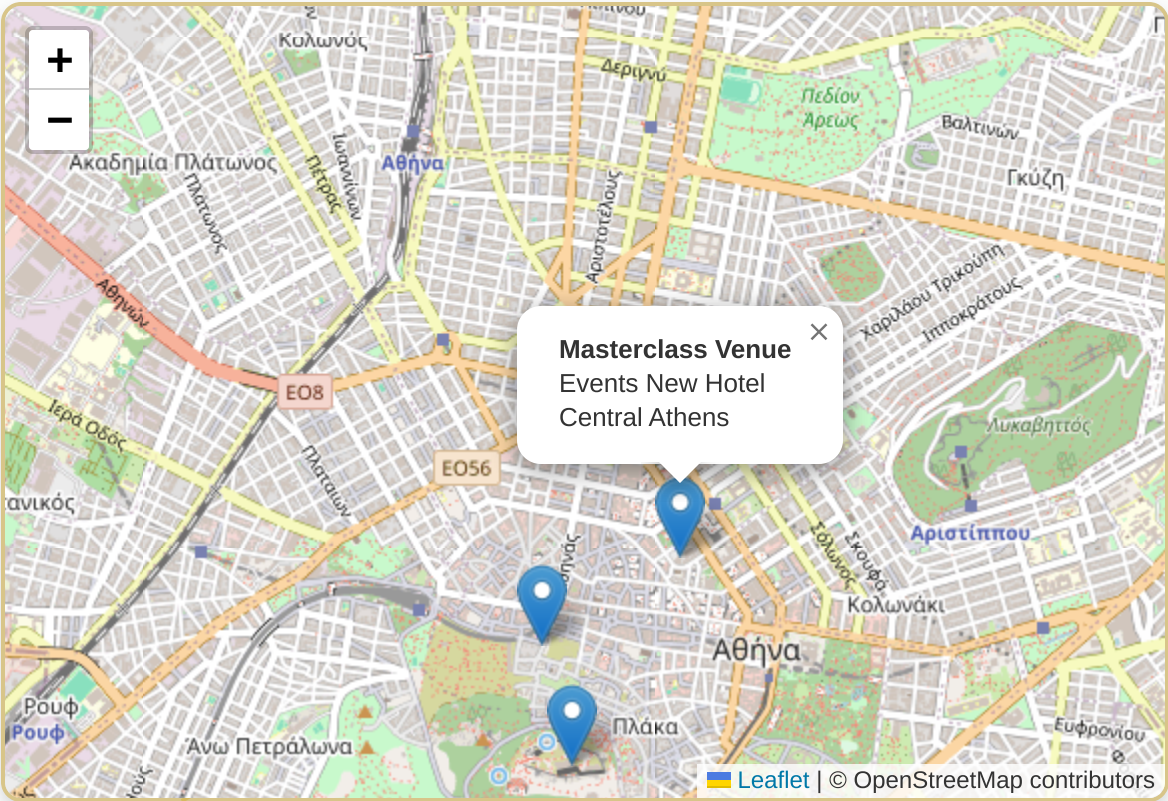 +
−
Κολωνός
Δεριγνύ
Πεδίον
Άρεως
Βαλτινών
Γκύζη
Αθήνα
Ακαδημία Πλάτωνος
Πλάτωνος
Πέτρας
Ιωαννίνων
Αριστοτέλους
Αθηνών
Χαριλάου Τρικούπη
Ιπποκράτους
Masterclass Venue
×
Events New Hotel
Central Athens
ΕΟ8
Ιερά Οδός
Λυκαβηττός
ΕΟ56
Πλαταιών
Αριστίππου
Σόλωνος
Σκουφά
Κολωνάκι
Αθήνα
Ρουφ
Ρουφ
Πλάκα
Άνω Πετράλωνα
Ευφρονίου
Leaflet | © OpenStreetMap contributors